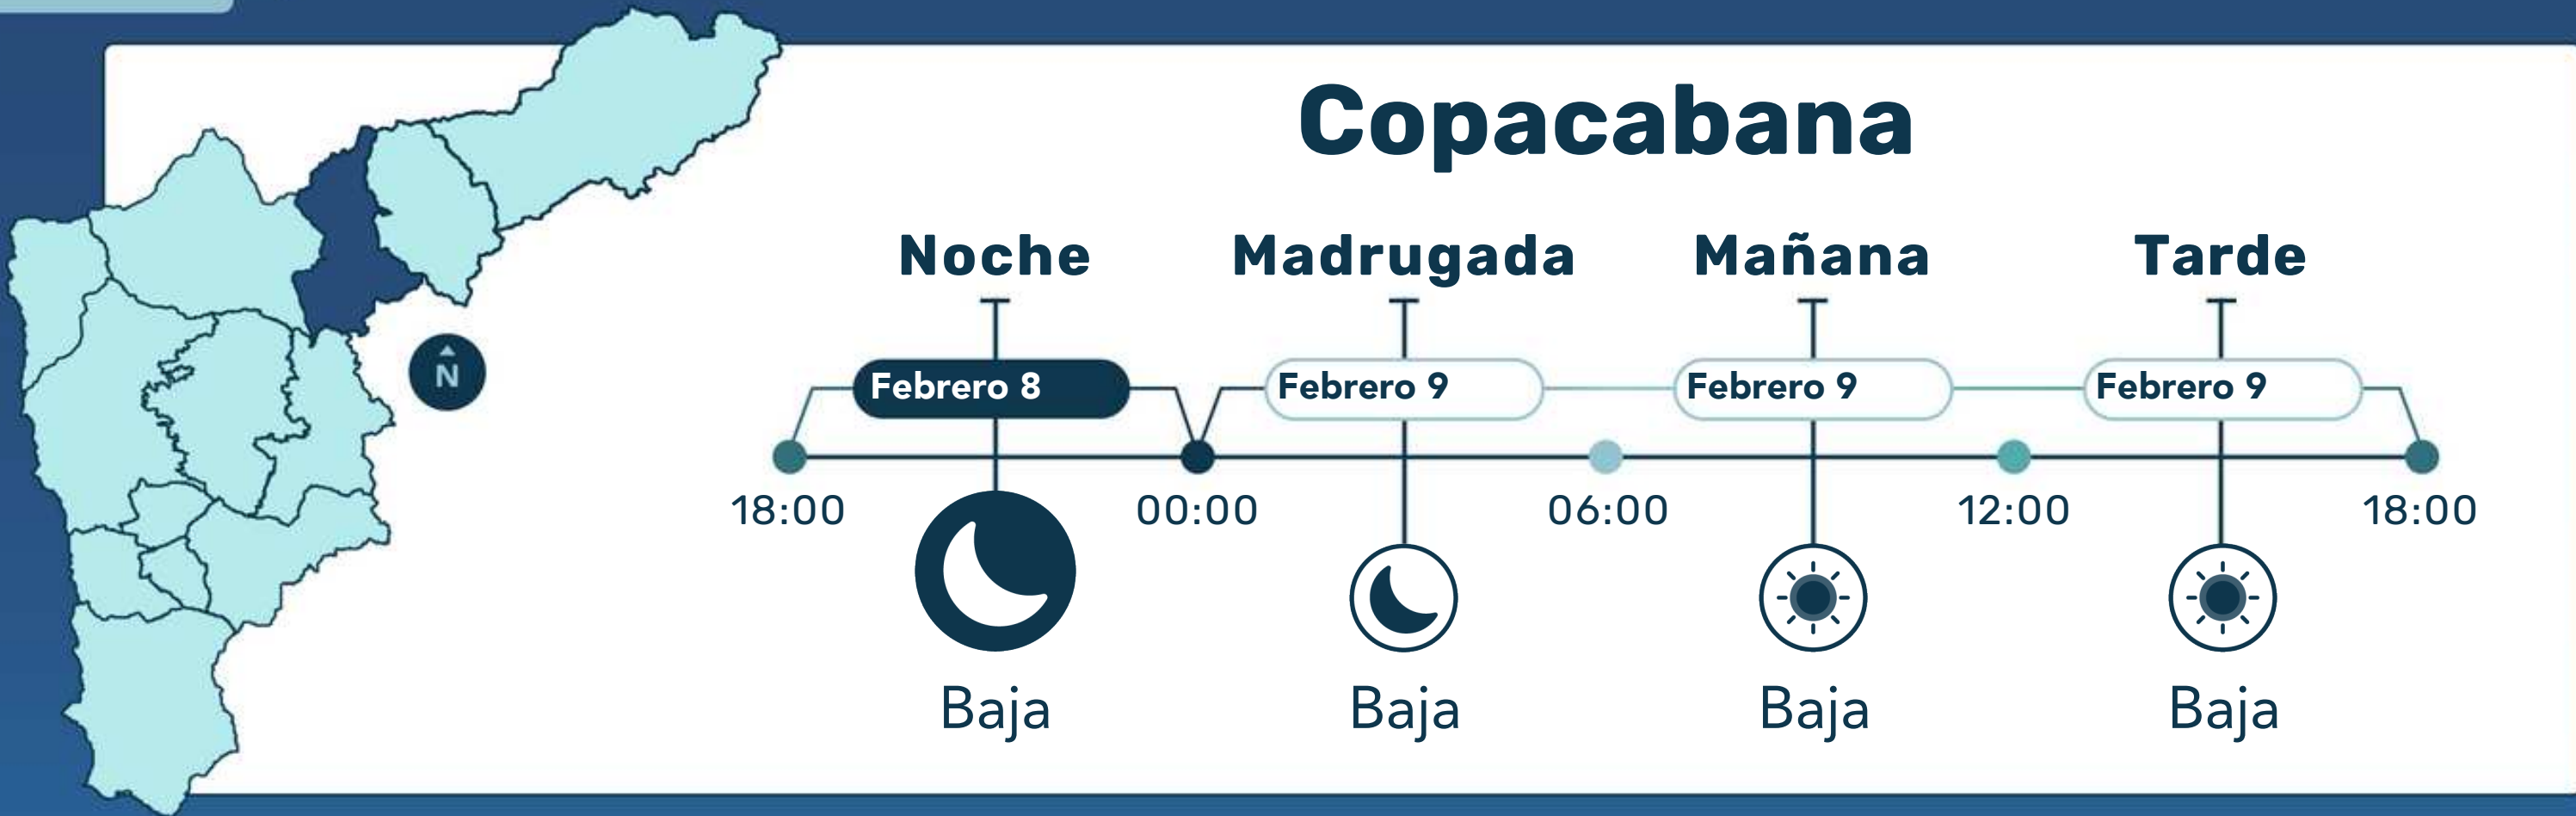 Copacabana
Noche Madrugada Mañana Tarde
N
Febrero 8 Febrero 9 Febrero 9 Febrero 9
18:00 00:00 06:00 12:00 18:00
Baja Baja Baja Baja